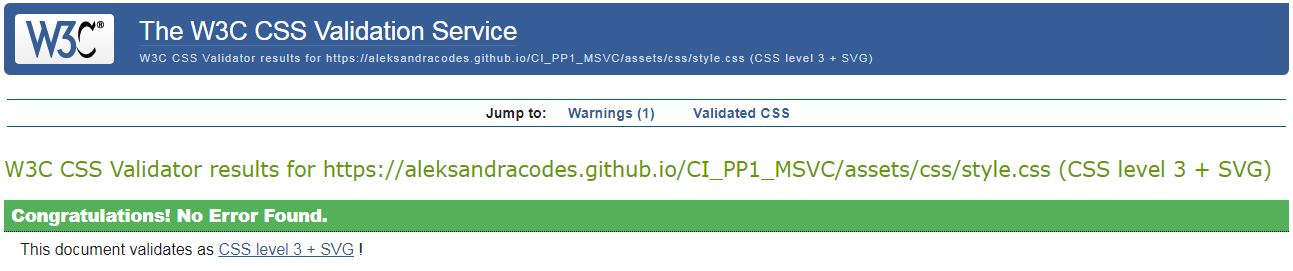 W3C® The W3C CSS Validation Service
W3C CSS Validator results for https://aleksandracodes.github.io/CI_PP1_MSVC/assets/css/style.css (CSS level 3 + SVG)
Jump to: Warnings (1) Validated CSS
W3C CSS Validator results for https://aleksandracodes.github.io/CI_PP1_MSVC/assets/css/style.css (CSS level 3 + SVG)
Congratulations! No Error Found.
This document validates as CSS level 3 + SVG !